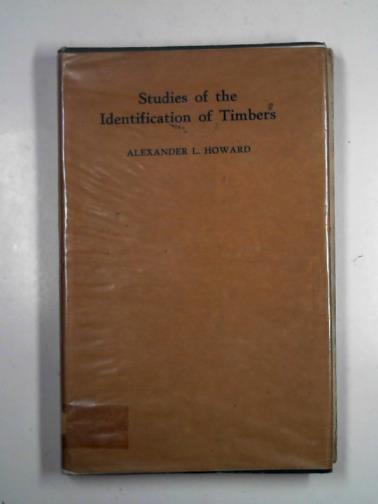 Studies of the
Identification of Timbers
ALEXANDER L. HOWARD